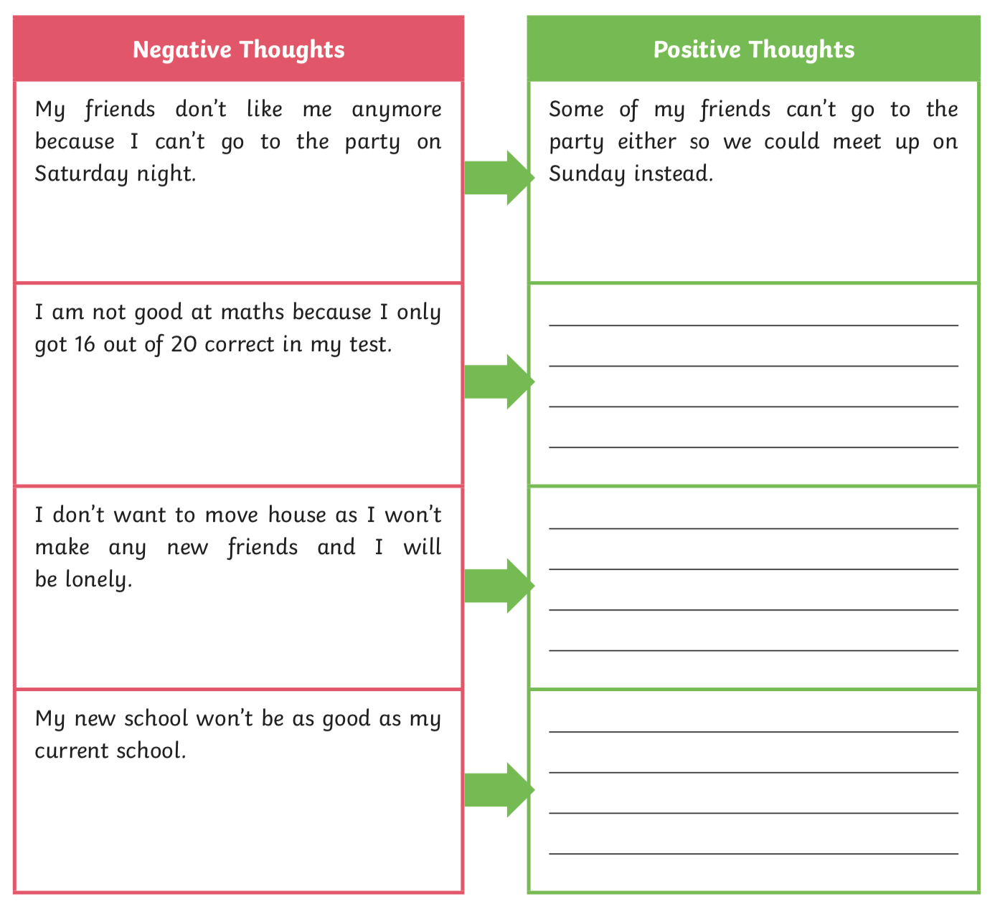 Negative Thoughts
Positive Thoughts
My friends don't like me anymore
because I can't go to the party on
Saturday night.
Some of my friends can't go to the
party either so we could meet up on
Sunday instead.
I am not good at maths because I only
got 16 out of 20 correct in my test.
I don't want to move house as I won't
make any new friends and I will
be lonely.
My new school won't be as good as my
current school.